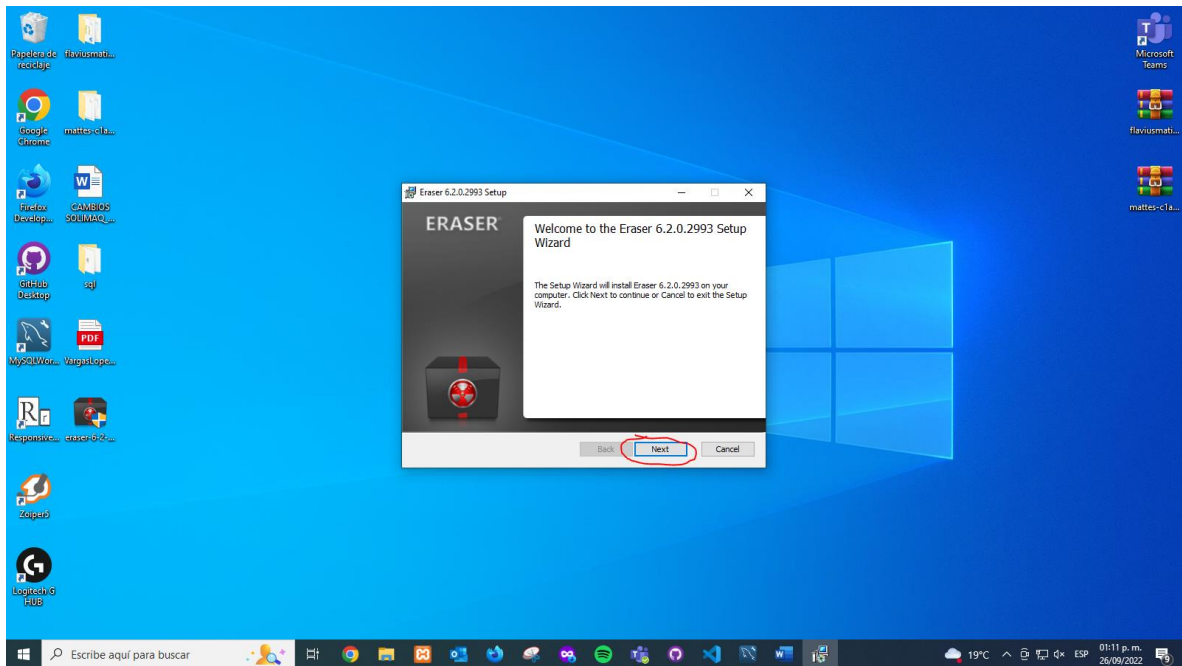 Papelera de
reciclaje
flaviusmati...
Google
Chrome
mattes-c1a...
Firefox
Develop...
CAMBIOS
SOLIMAQ_...
GitHub
Desktop
sql
MySQLWor...
PDF
VargasLope...
Responsive...
eraser-6-2-...
Zoiper5
Logitech G
HUB
Microsoft
Teams
flaviusmati...
mattes-c1a...
Eraser 6.2.0.2993 Setup
ERASER
Welcome to the Eraser 6.2.0.2993 Setup
Wizard
The Setup Wizard will install Eraser 6.2.0.2993 on your
computer. Click Next to continue or Cancel to exit the Setup
Wizard.
Back
Next
Cancel
Escribe aquí para buscar
19°C
ESP
01:11 p. m.
26/09/2022
9